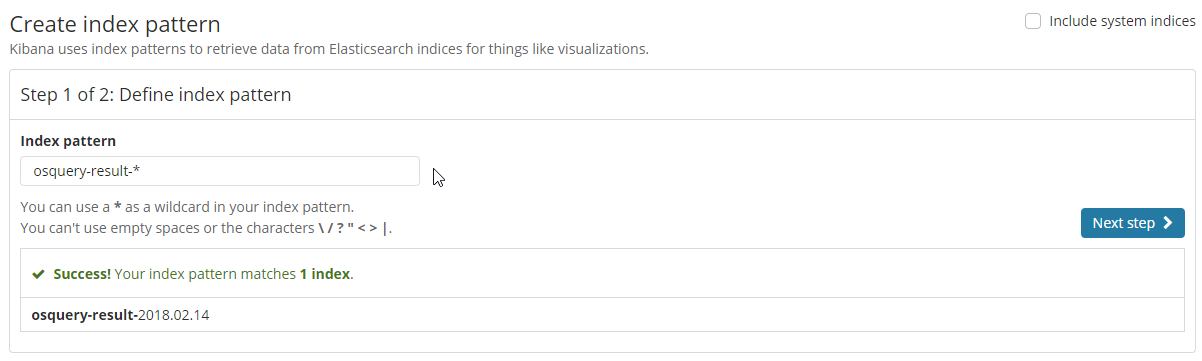 Create index pattern
Include system indices
Kibana uses index patterns to retrieve data from Elasticsearch indices for things like visualizations.
Step 1 of 2: Define index pattern
Index pattern
osquery-result-*
You can use a * as a wildcard in your index pattern.
You can't use empty spaces or the characters \ / ? " < > |.
Next step
Success! Your index pattern matches 1 index.
osquery-result-2018.02.14